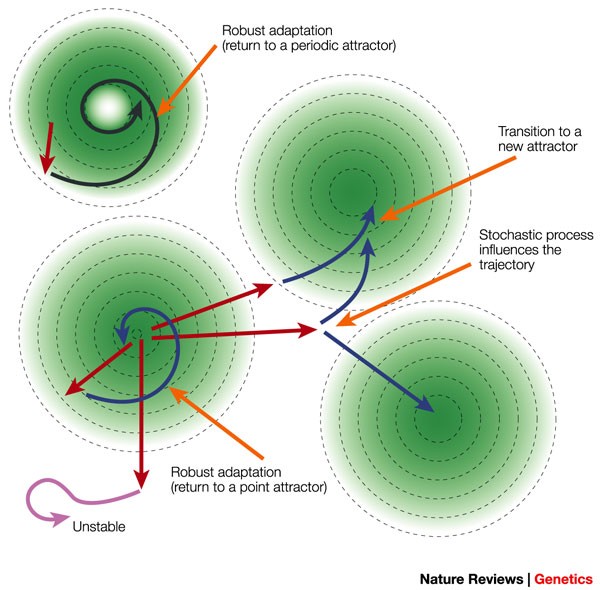 Robust adaptation
(return to a periodic attractor)
Transition to a
new attractor
Stochastic process
influences the
trajectory
Robust adaptation
(return to a point attractor)
Unstable
Nature Reviews | Genetics